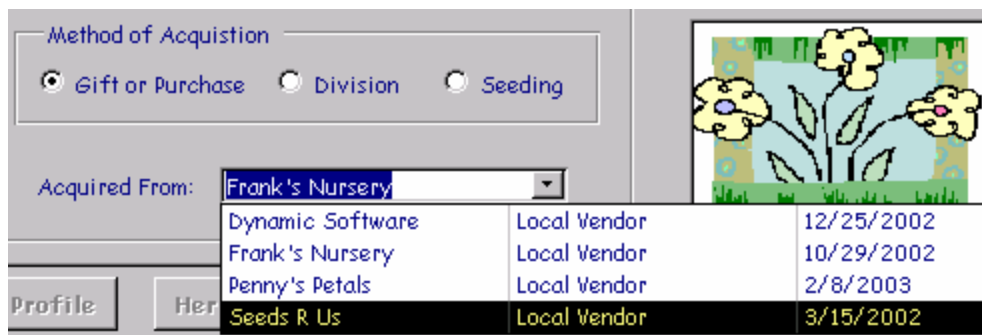 Method of Acquistion
Gift or Purchase Division Seeding
Acquired From: Frank's Nursery
Dynamic Software Local Vendor 12/25/2002
Frank's Nursery Local Vendor 10/29/2002
Penny's Petals Local Vendor 2/8/2003
Profile Her
Seeds R Us Local Vendor 3/15/2002